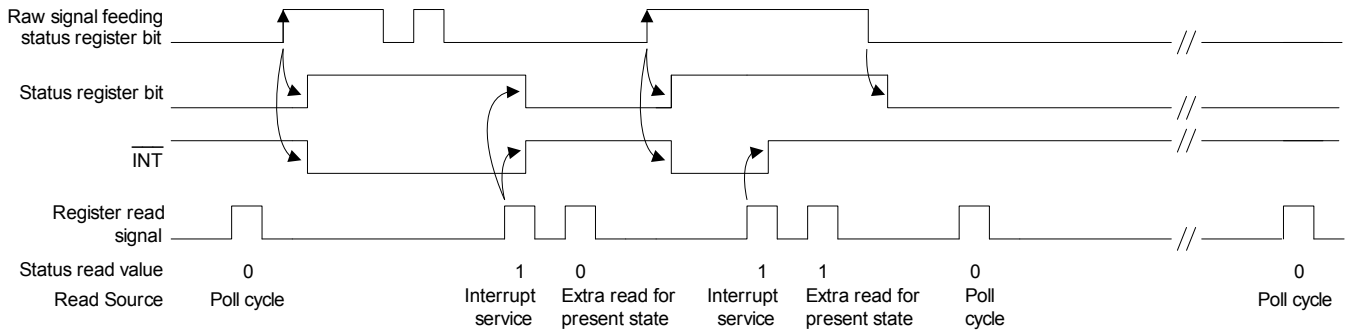 Raw signal feeding
status register bit
//
Status register bit
//
INT
//
Register read
signal
//
Status read value 0 1 0 1 1 0 0
Read Source Poll cycle Interrupt Extra read for Interrupt Extra read for Poll Poll cycle
service present state service present state cycle